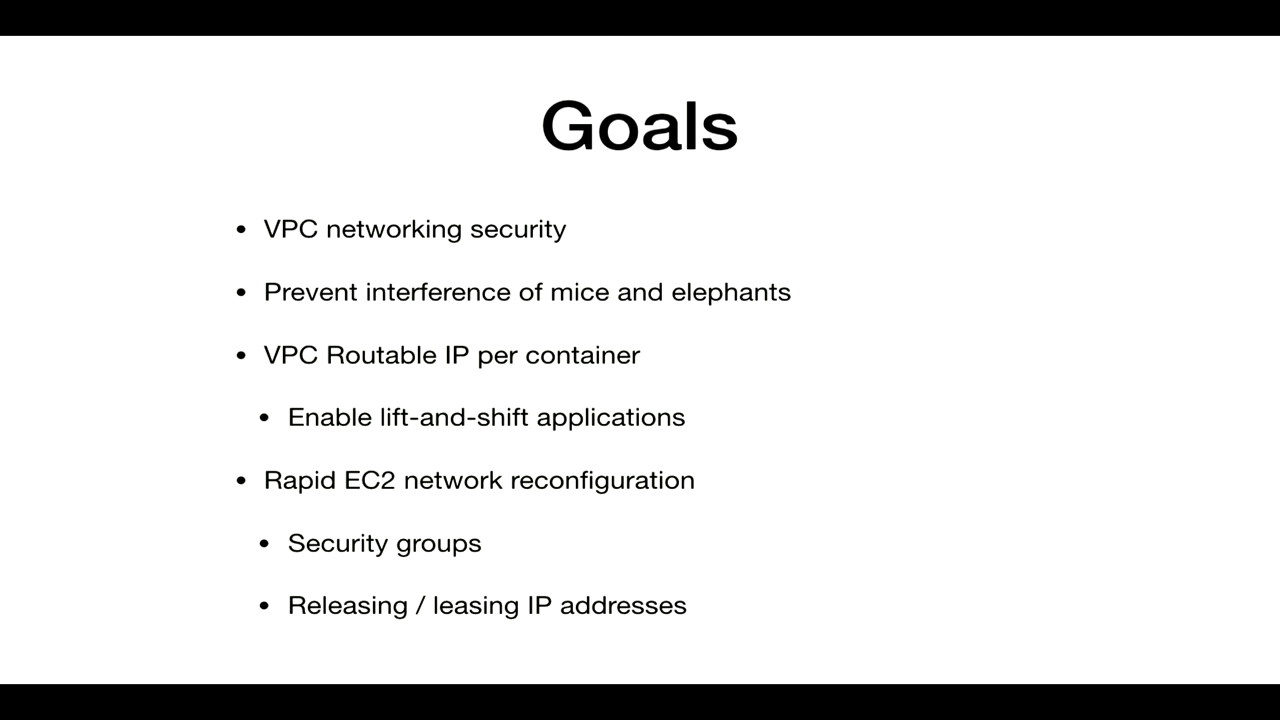 Goals
• VPC networking security
• Prevent interference of mice and elephants
• VPC Routable IP per container
• Enable lift-and-shift applications
• Rapid EC2 network reconfiguration
• Security groups
• Releasing / leasing IP addresses